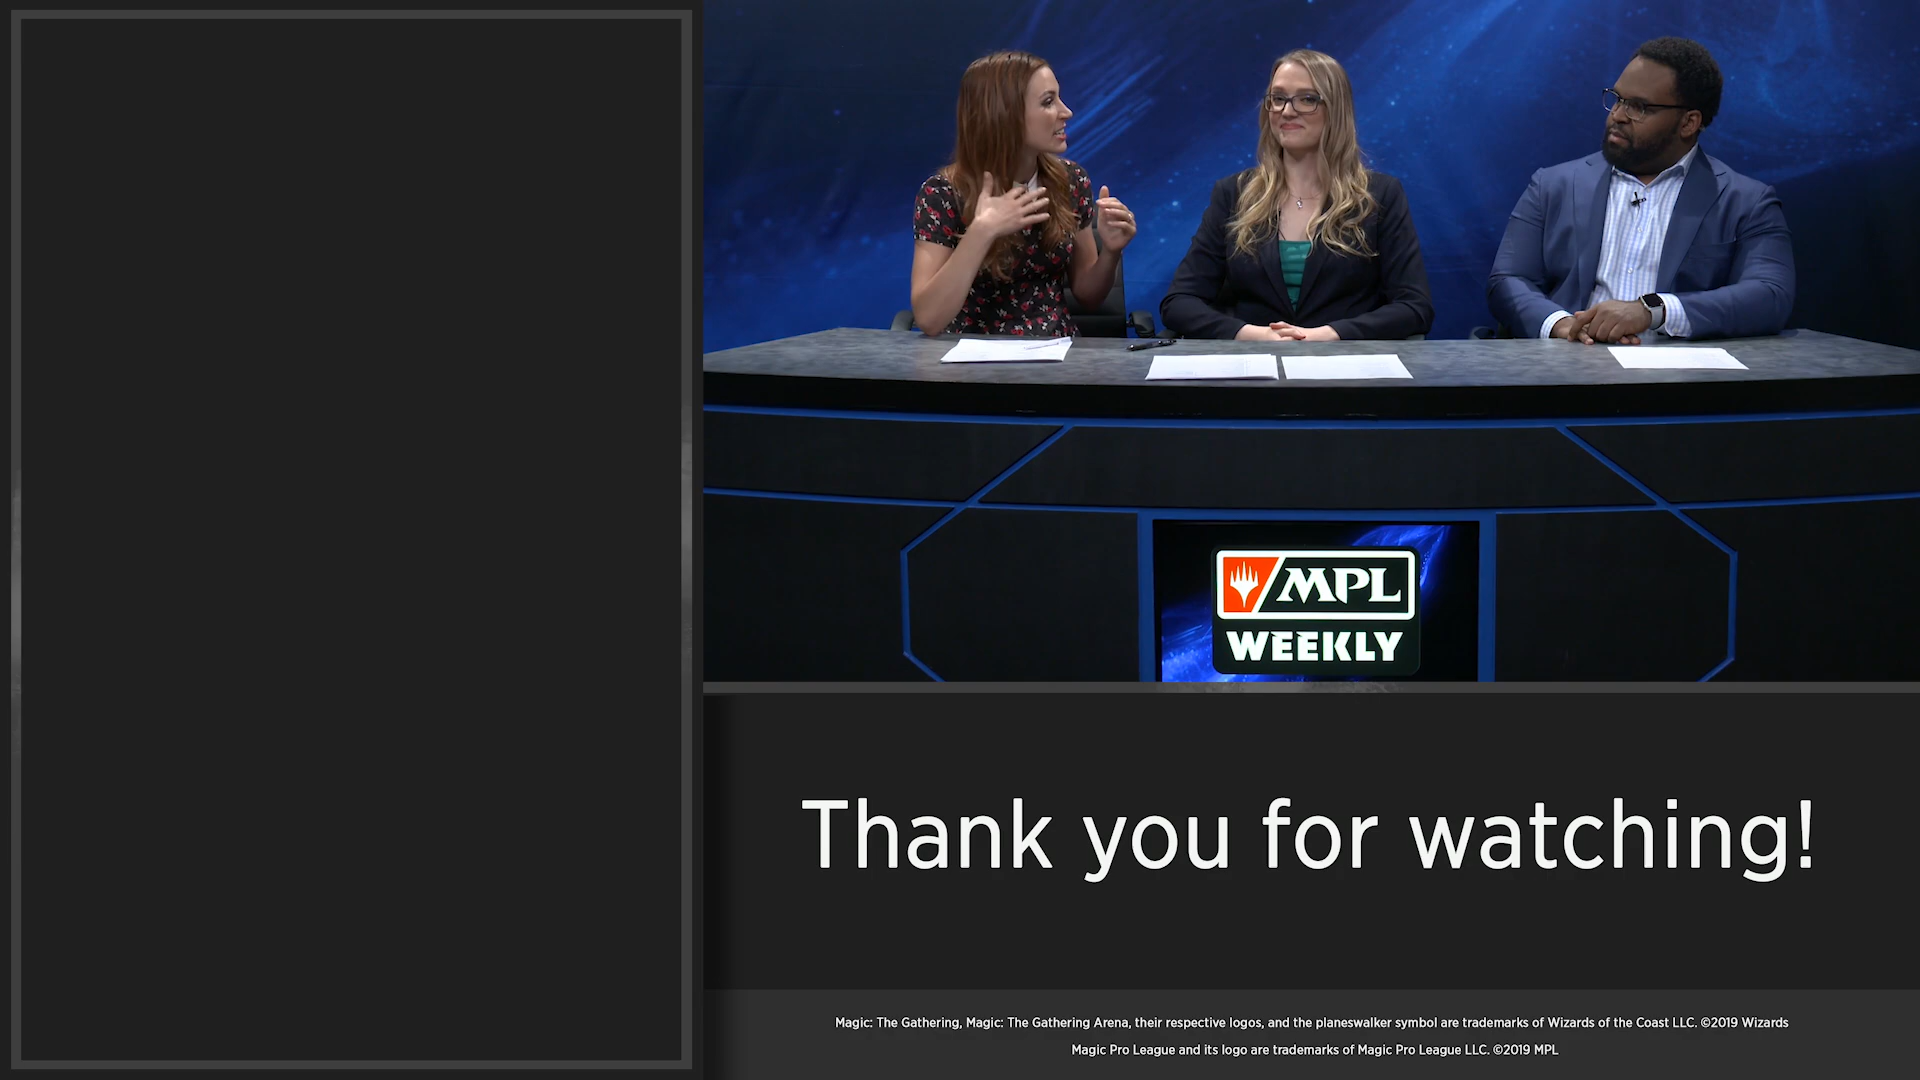 MPL
WEEKLY
Thank you for watching!
Magic: The Gathering, Magic: The Gathering Arena, their respective logos, and the planeswalker symbol are trademarks of Wizards of the Coast LLC. ©2019 Wizards
Magic Pro League and its logo are trademarks of Magic Pro League LLC. ©2019 MPL